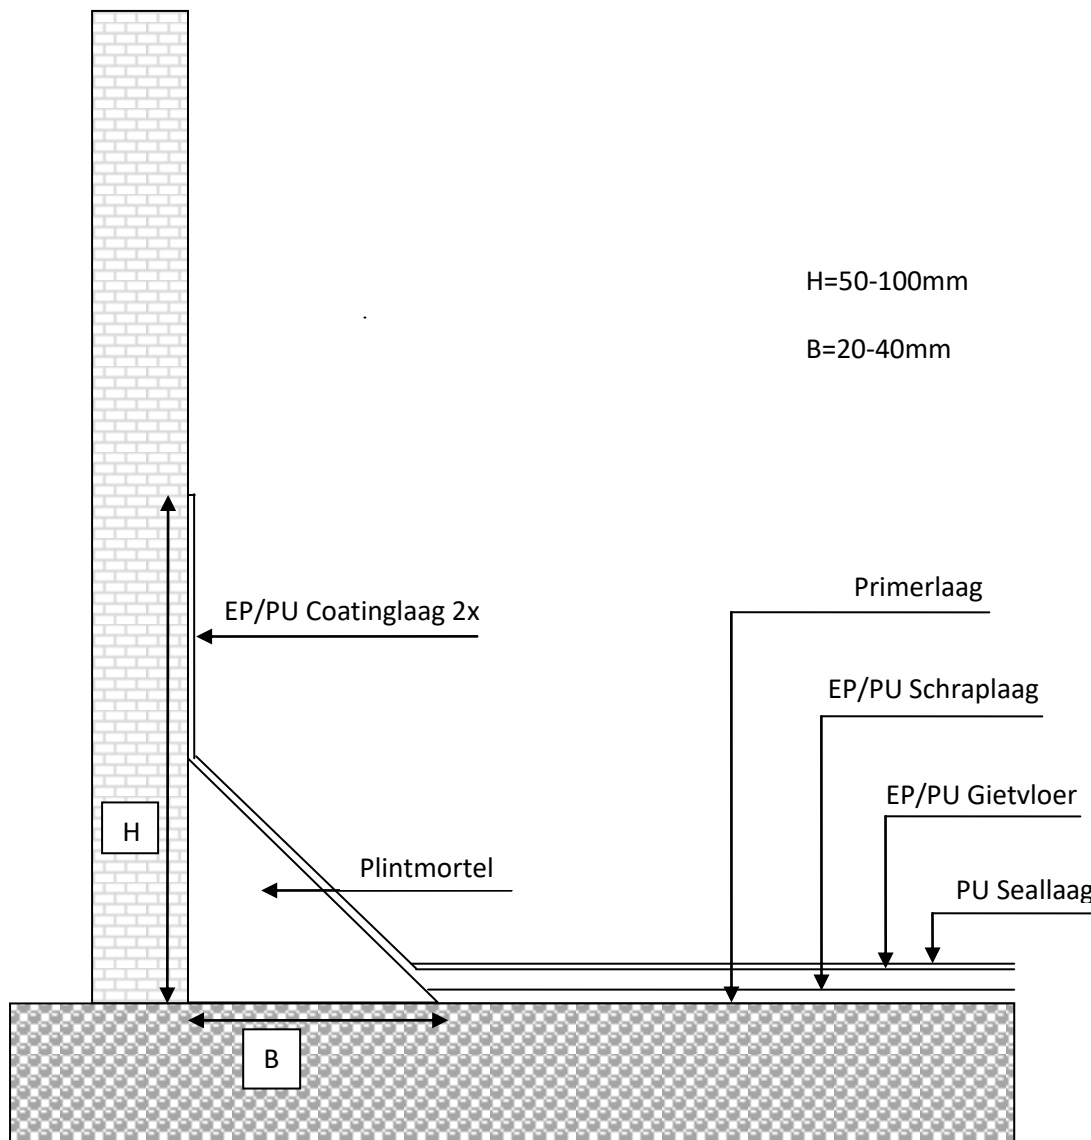 H=50-100mm
B=20-40mm
Primerlaag
EP/PU Coatinglaag 2x
EP/PU Schraplaag
EP/PU Gietvloer
H
Plintmortel
PU Seallaag
B